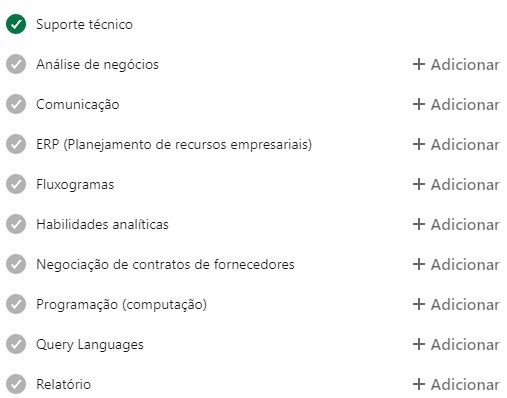 Suporte técnico
Análise de negócios + Adicionar
Comunicação + Adicionar
ERP (Planejamento de recursos empresariais) + Adicionar
Fluxogramas + Adicionar
Habilidades analíticas + Adicionar
Negociação de contratos de fornecedores + Adicionar
Programação (computação) + Adicionar
Query Languages + Adicionar
Relatório + Adicionar